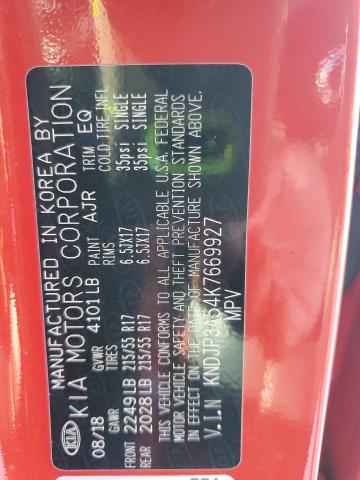 MANUFACTURED IN KOREA BY
KIA KIA MOTORS CORPORATION
08/18 GVWR 4101LB PAINT AJR TRIM EQ
GAWR TIRES RIMS COLD TIRE INFL
FRONT 2249LB 215/55 R17 6.5JX17 35psi SINGLE
REAR 2028LB 215/55 R17 6.5JX17 35psi SINGLE
THIS VEHICLE CONFORMS TO ALL APPLICABLE U.S.A. FEDERAL
MOTOR VEHICLE SAFETY AND THEFT PREVENTION STANDARDS
IN EFFECT ON THE DATE OF MANUFACTURE SHOWN ABOVE.
V.I.N KNDJP3A54K7669927
MPV